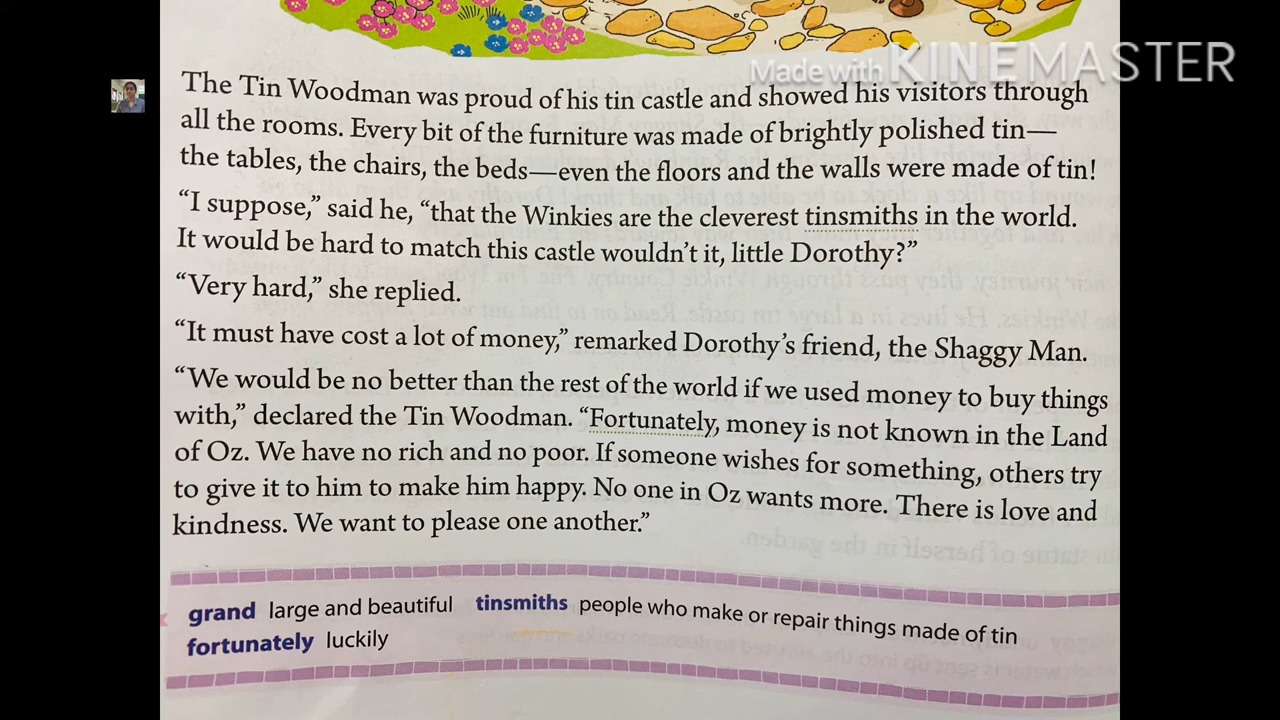 Made with KINEMASTER
The Tin Woodman was proud of his tin castle and showed his visitors through
all the rooms. Every bit of the furniture was made of brightly polished tin—
the tables, the chairs, the beds—even the floors and the walls were made of tin!
“I suppose,” said he, “that the Winkies are the cleverest tinsmiths in the world.
It would be hard to match this castle wouldn’t it, little Dorothy?”
“Very hard,” she replied.
“It must have cost a lot of money,” remarked Dorothy’s friend, the Shaggy Man.
“We would be no better than the rest of the world if we used money to buy things
with,” declared the Tin Woodman. “Fortunately, money is not known in the Land
of Oz. We have no rich and no poor. If someone wishes for something, others try
to give it to him to make him happy. No one in Oz wants more. There is love and
kindness. We want to please one another.”
grand large and beautiful tinsmiths people who make or repair things made of tin
fortunately luckily